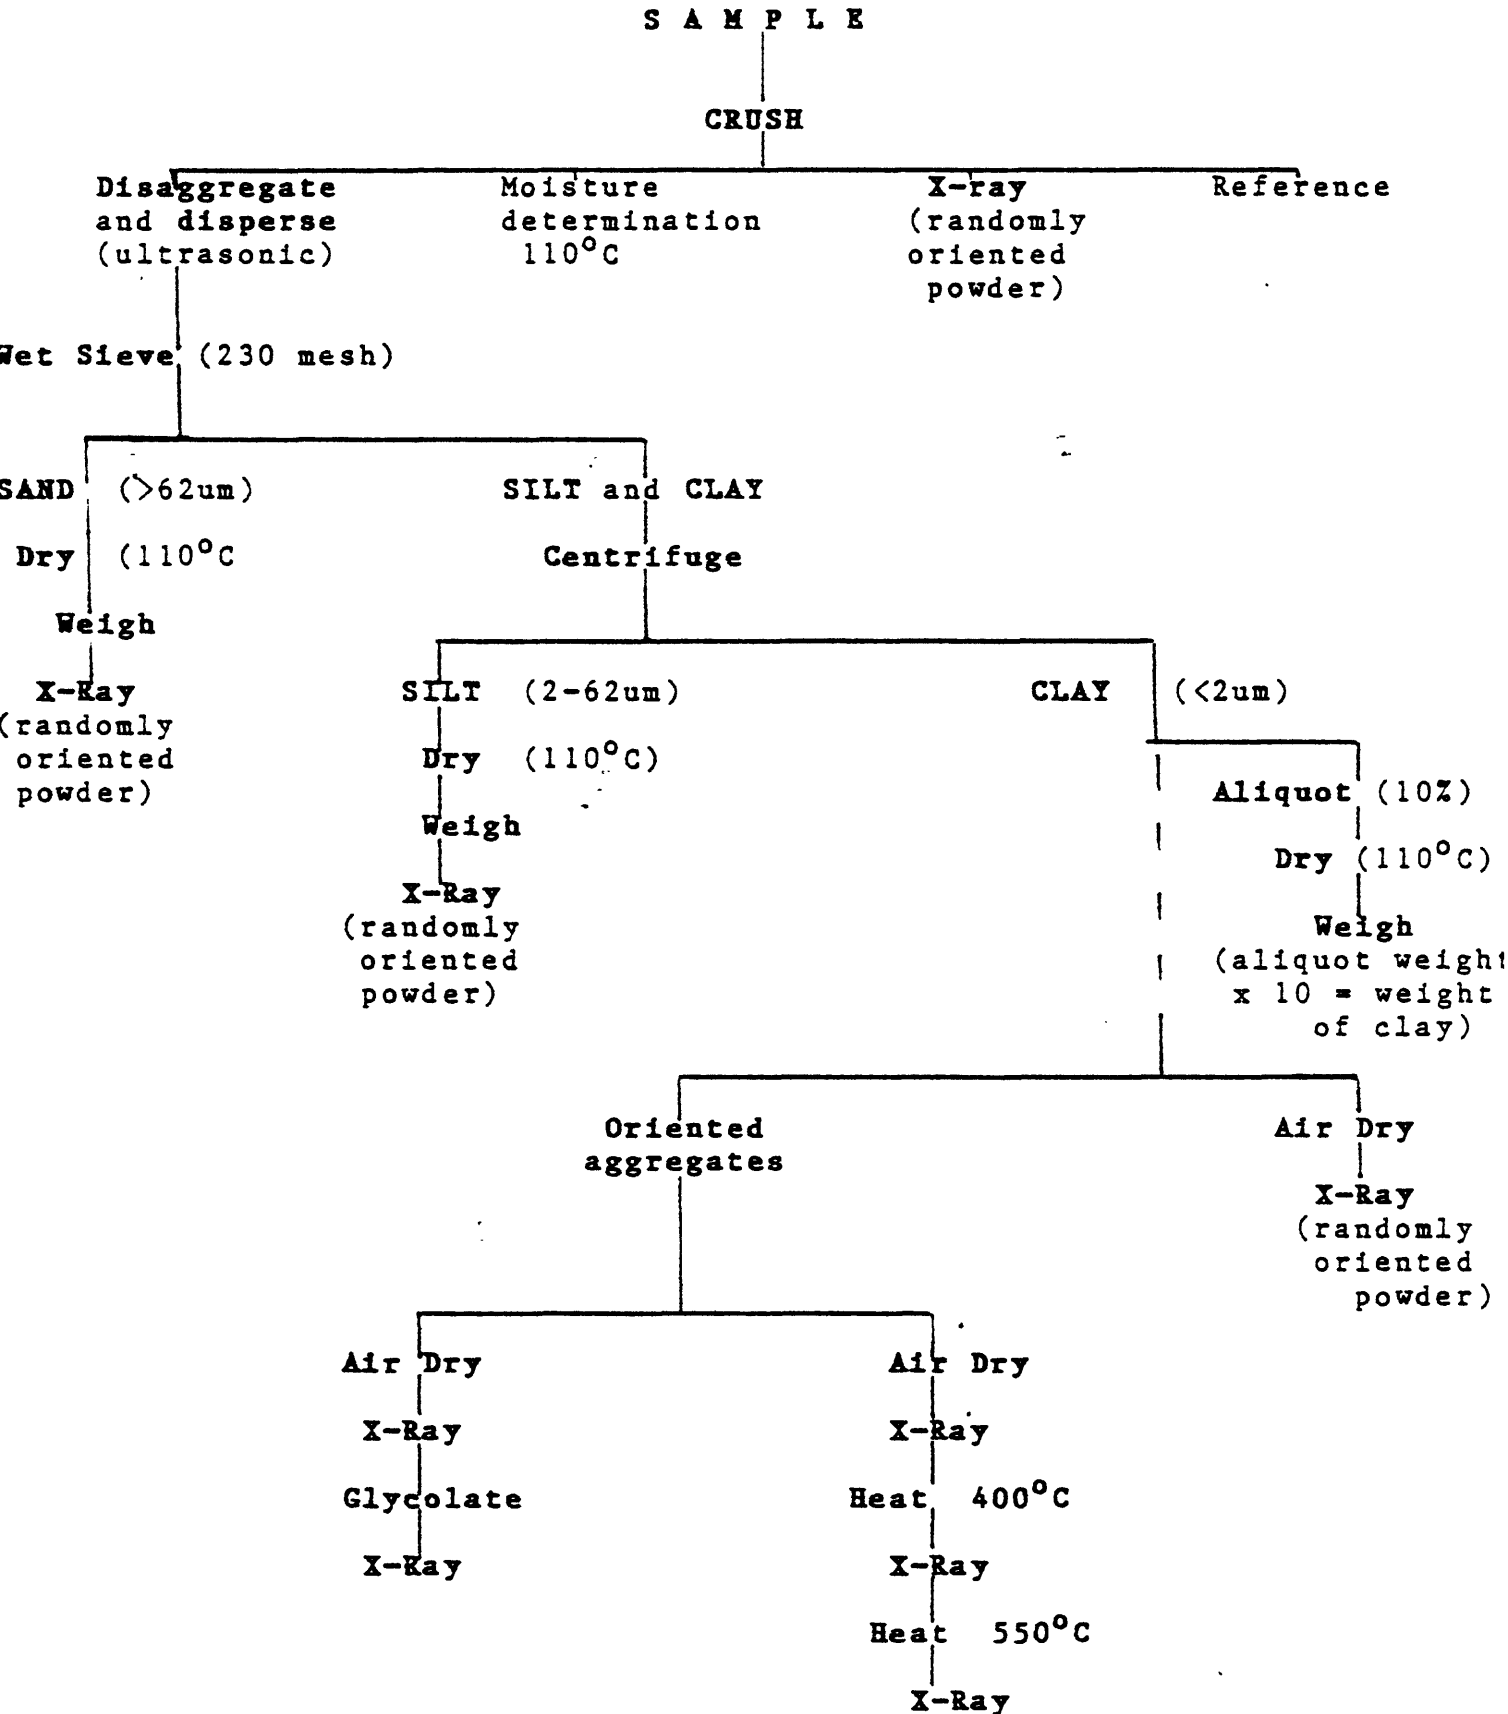 S A M P L E
CRUSH
Disaggregate
and disperse
(ultrasonic)
Moisture
determination
110°C
X-ray
(randomly
oriented
powder)
Reference
Wet Sieve (230 mesh)
SAND (>62um)
Dry (110°C
Weigh
X-Ray
(randomly
oriented
powder)
SILT and CLAY
Centrifuge
SILT (2-62um)
Dry (110°C)
Weigh
X-Ray
(randomly
oriented
powder)
CLAY (<2um)
Aliquot (10%)
Dry (110°C)
Weigh
(aliquot weight
x 10 = weight
of clay)
Oriented
aggregates
Air Dry
X-Ray
(randomly
oriented
powder)
Air Dry
X-Ray
Glycolate
X-Ray
Air Dry
X-Ray
Heat 400°C
X-Ray
Heat 550°C
X-Ray